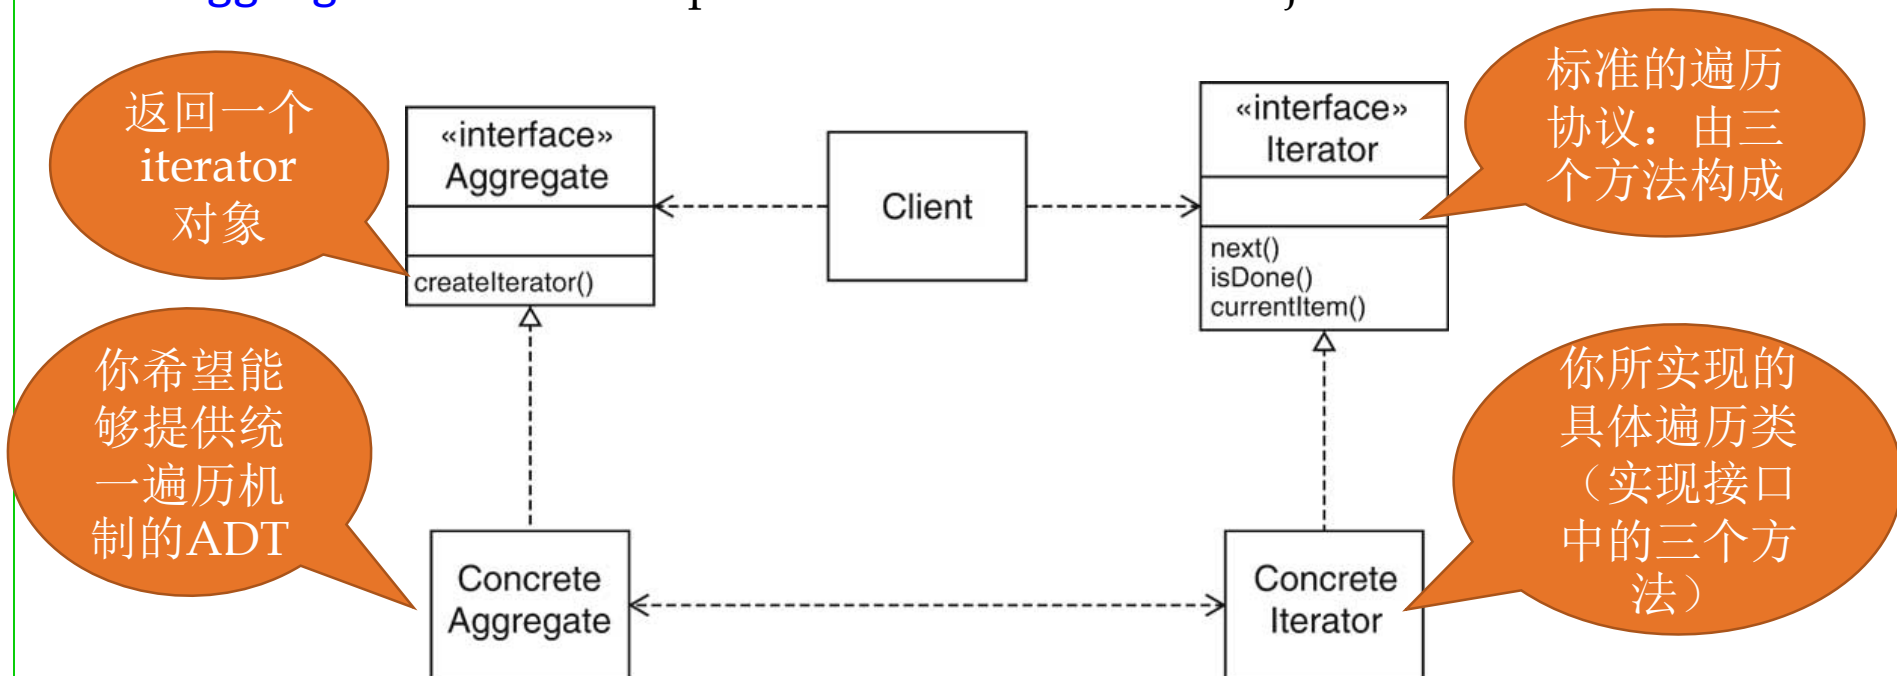 返回一个
iterator
对象
«interface»
Aggregate
createIterator()
Client
«interface»
Iterator
next()
isDone()
currentItem()
标准的遍历
协议：由三
个方法构成
你希望能
够提供统
一遍历机
制的ADT
Concrete
Aggregate
Concrete
Iterator
你所实现的
具体遍历类
（实现接口
中的三个方
法）